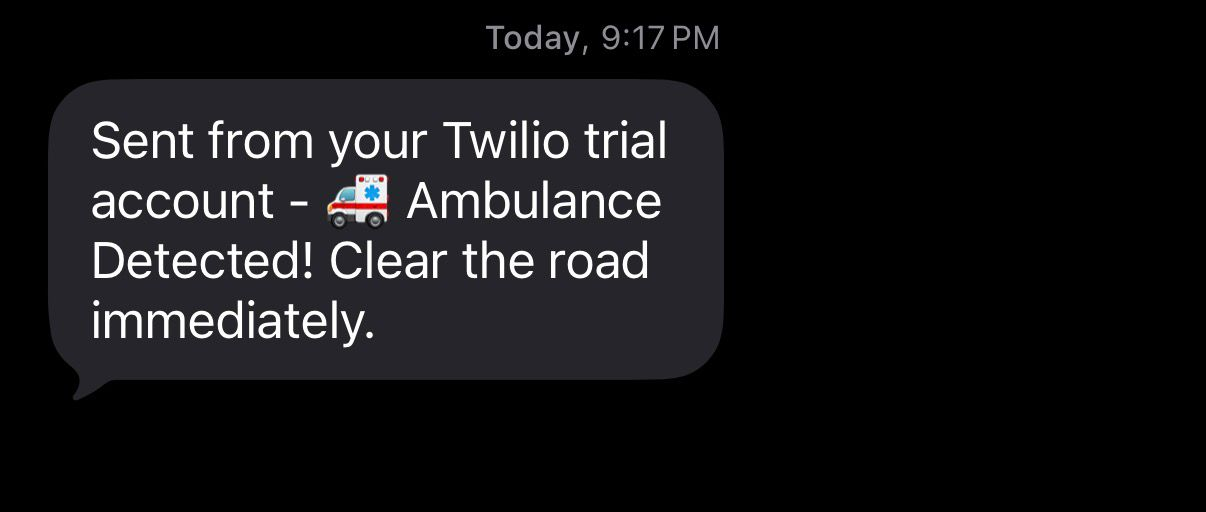 Today, 9:17 PM
Sent from your Twilio trial
account - 🚑 Ambulance
Detected! Clear the road
immediately.